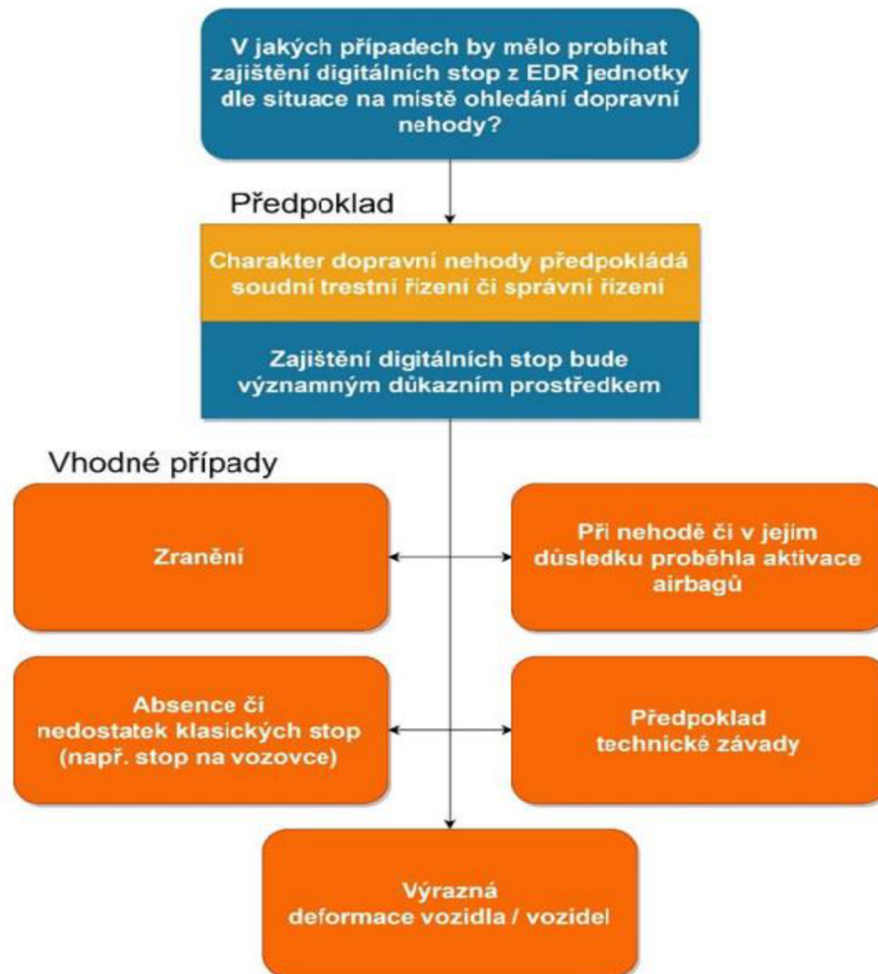 V jakých případech by mělo probíhat
zajištění digitálních stop z EDR jednotky
dle situace na místě ohledání dopravní
nehody?
Předpoklad
Charakter dopravní nehody předpokládá
soudní trestní řízení či správní řízení
Zajištění digitálních stop bude
významným důkazním prostředkem
Vhodné případy
Zranění
Při nehodě či v jejím
důsledku proběhla aktivace
airbagů
Absence či
nedostatek klasických stop
(např. stop na vozovce)
Předpoklad
technické závady
Výrazná
deformace vozidla / vozidel